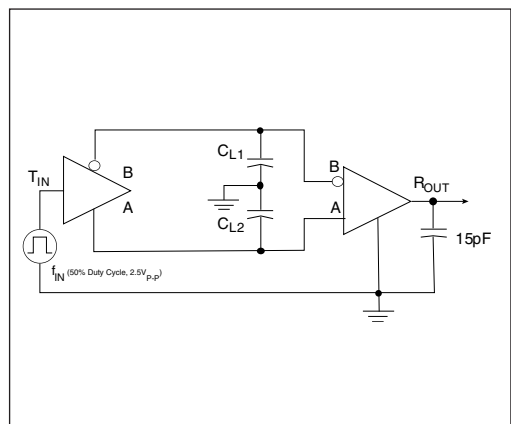 C_L1
B
B
R_OUT
T_IN
A
A
C_L2
15pF
f_IN (50% Duty Cycle, 2.5V_P-P)